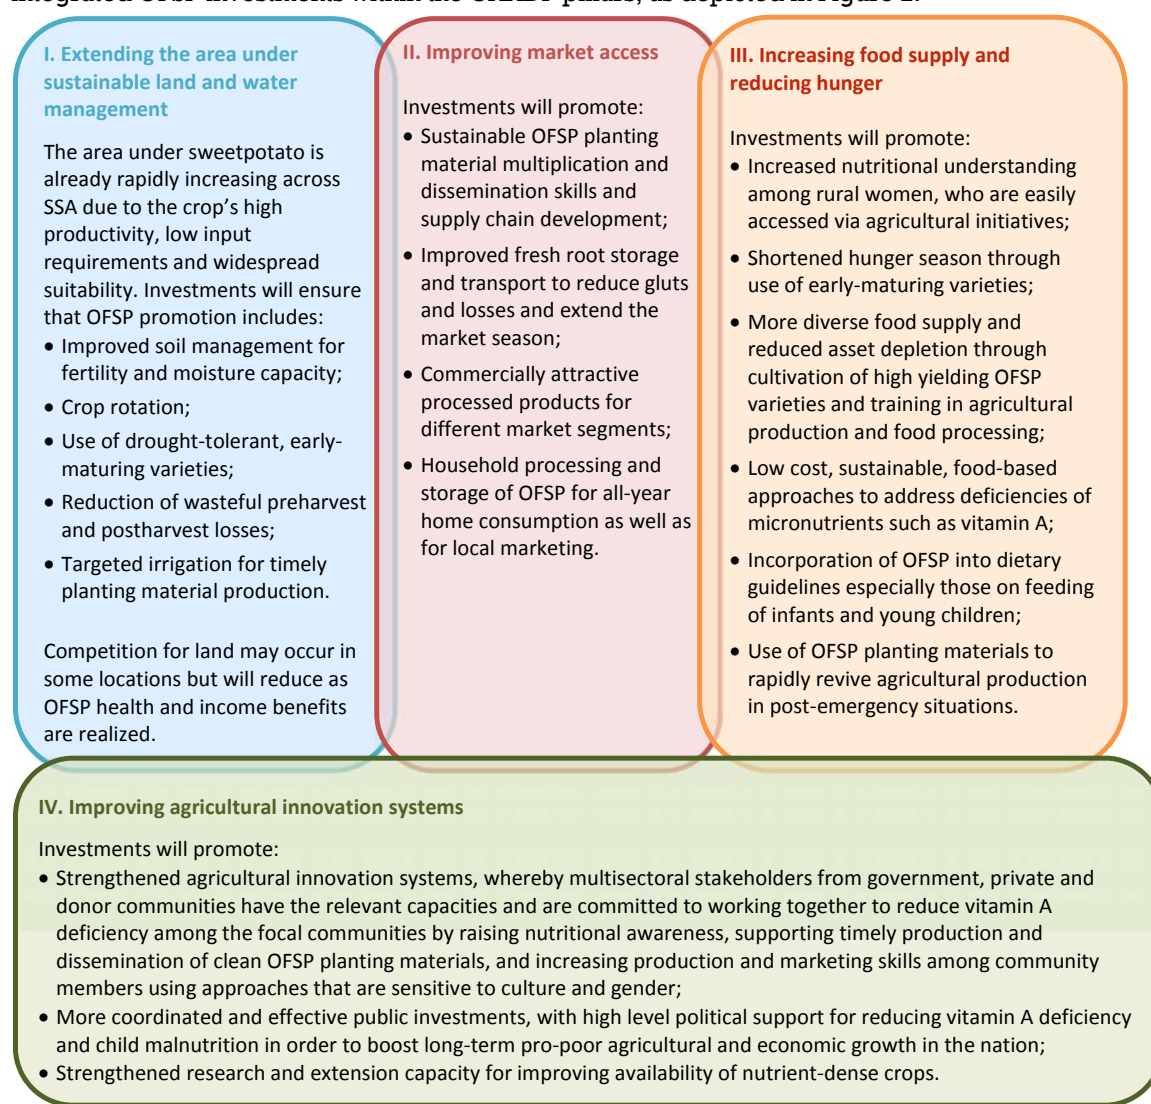 integrated OFSP investments within the CAADP pillars, as depicted in Figure 2.
I. Extending the area under
sustainable land and water
management
The area under sweetpotato is
already rapidly increasing across
SSA due to the crop’s high
productivity, low input
requirements and widespread
suitability. Investments will ensure
that OFSP promotion includes:
• Improved soil management for
fertility and moisture capacity;
• Crop rotation;
• Use of drought-tolerant, early-
maturing varieties;
• Reduction of wasteful preharvest
and postharvest losses;
• Targeted irrigation for timely
planting material production.
Competition for land may occur in
some locations but will reduce as
OFSP health and income benefits
are realized.
II. Improving market access
Investments will promote:
• Sustainable OFSP planting
material multiplication and
dissemination skills and
supply chain development;
• Improved fresh root storage
and transport to reduce gluts
and losses and extend the
market season;
• Commercially attractive
processed products for
different market segments;
• Household processing and
storage of OFSP for all-year
home consumption as well as
for local marketing.
III. Increasing food supply and
reducing hunger
Investments will promote:
• Increased nutritional understanding
among rural women, who are easily
accessed via agricultural initiatives;
• Shortened hunger season through
use of early-maturing varieties;
• More diverse food supply and
reduced asset depletion through
cultivation of high yielding OFSP
varieties and training in agricultural
production and food processing;
• Low cost, sustainable, food-based
approaches to address deficiencies of
micronutrients such as vitamin A;
• Incorporation of OFSP into dietary
guidelines especially those on feeding
of infants and young children;
• Use of OFSP planting materials to
rapidly revive agricultural production
in post-emergency situations.
IV. Improving agricultural innovation systems
Investments will promote:
• Strengthened agricultural innovation systems, whereby multisectoral stakeholders from government, private and
donor communities have the relevant capacities and are committed to working together to reduce vitamin A
deficiency among the focal communities by raising nutritional awareness, supporting timely production and
dissemination of clean OFSP planting materials, and increasing production and marketing skills among community
members using approaches that are sensitive to culture and gender;
• More coordinated and effective public investments, with high level political support for reducing vitamin A deficiency
and child malnutrition in order to boost long-term pro-poor agricultural and economic growth in the nation;
• Strengthened research and extension capacity for improving availability of nutrient-dense crops.